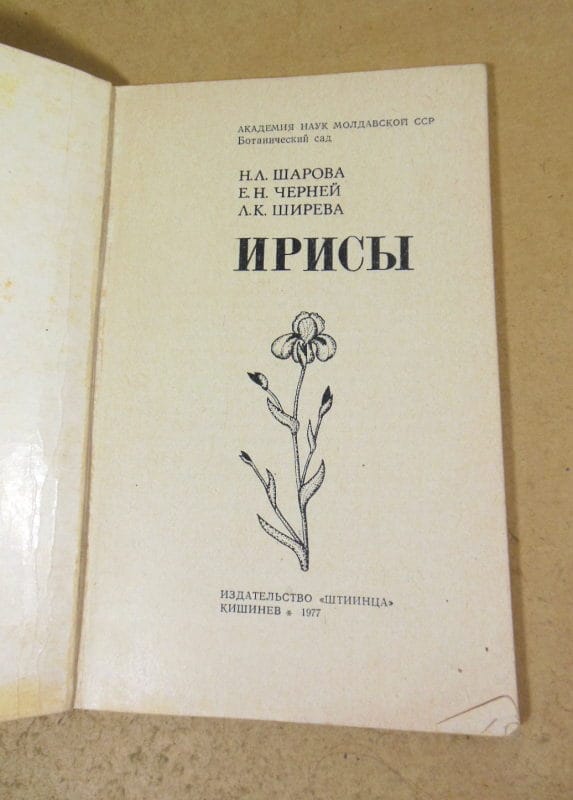 АКАДЕМИЯ НАУК МОЛДАВСКОЙ ССР
Ботанический сад
Н.Л. ШАРОВА
Е.Н. ЧЕРНЕЙ
Л.К. ШИРЕВА
ИРИСЫ
ИЗДАТЕЛЬСТВО «ШТИИНЦА»
КИШИНЕВ * 1977